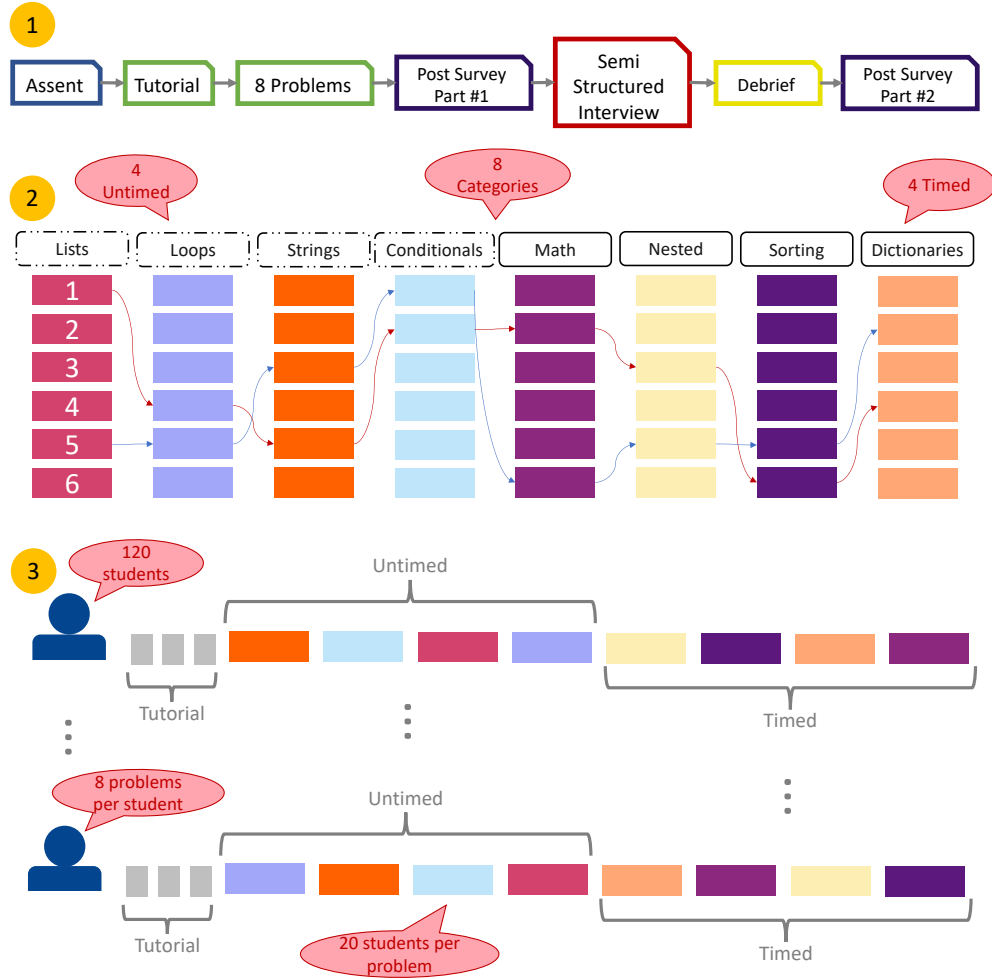 1
Assent
Tutorial
8 Problems
Post Survey
Part #1
Semi
Structured
Interview
Debrief
Post Survey
Part #2
2
4
Untimed
8
Categories
4 Timed
Lists
Loops
Strings
Conditionals
Math
Nested
Sorting
Dictionaries
1
2
3
4
5
6
3
120
students
Untimed
Tutorial
Timed
8 problems
per student
Untimed
Tutorial
20 students per
problem
Timed